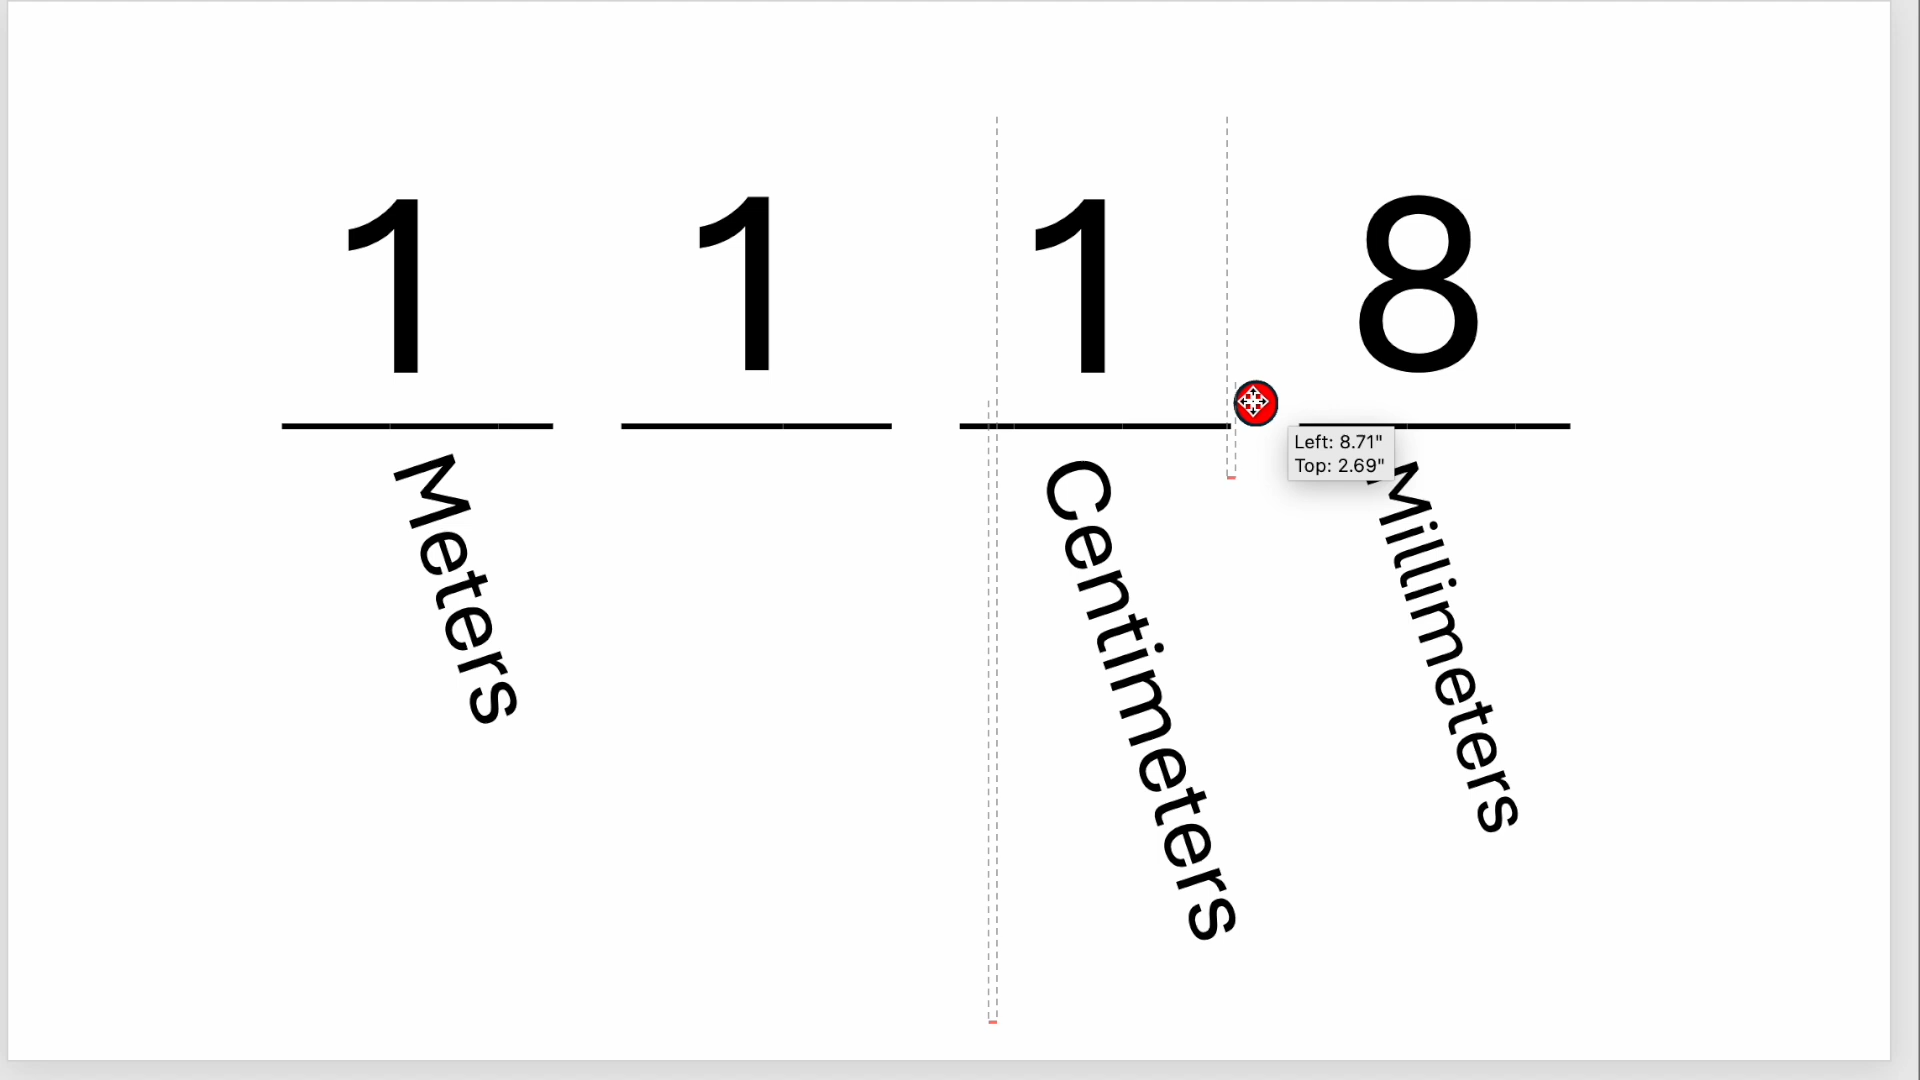 1 1 1 8
Meters
Centimeters
Millimeters
Left: 8.71"
Top: 2.69"